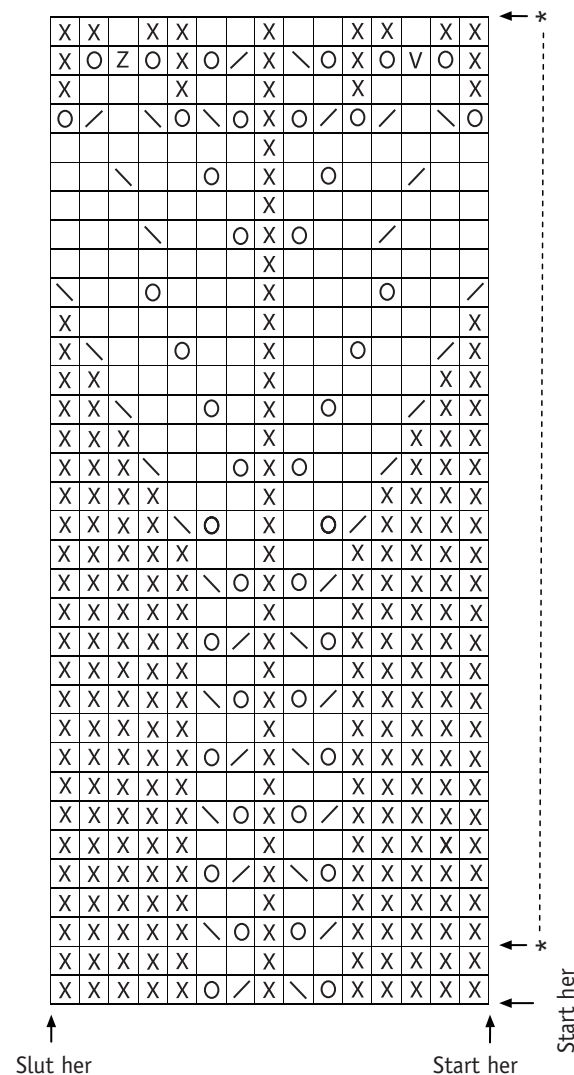 X X X X X X X X X *
X O Z O X O / X \ O X O V O X
X X X X X
O / \ O \ O X O / O / \ O
X
\ O X O /
X
\ O X O /
X
\ O X O /
X X X
X \ O X O / X
X X X X X
X X \ O X O / X X
X X X X X X X
X X X \ O X O / X X X
X X X X X X X X X
X X X X \ O X O / X X X X
X X X X X X X X X X X
X X X X X \ O X O / X X X X X
X X X X X X X X X X X
X X X X X O / X \ O X X X X X
X X X X X X X X X X X
X X X X X \ O X O / X X X X X
X X X X X X X X X X X
X X X X X O / X \ O X X X X X
X X X X X X X X X X X
X X X X X \ O X O / X X X X X
X X X X X X X X X X X
X X X X X O / X \ O X X X X X
X X X X X X X X X X X
X X X X X \ O X O / X X X X X *
X X X X X X X X X X X
X X X X X O / X \ O X X X X X
Start her
Slut her
Start her